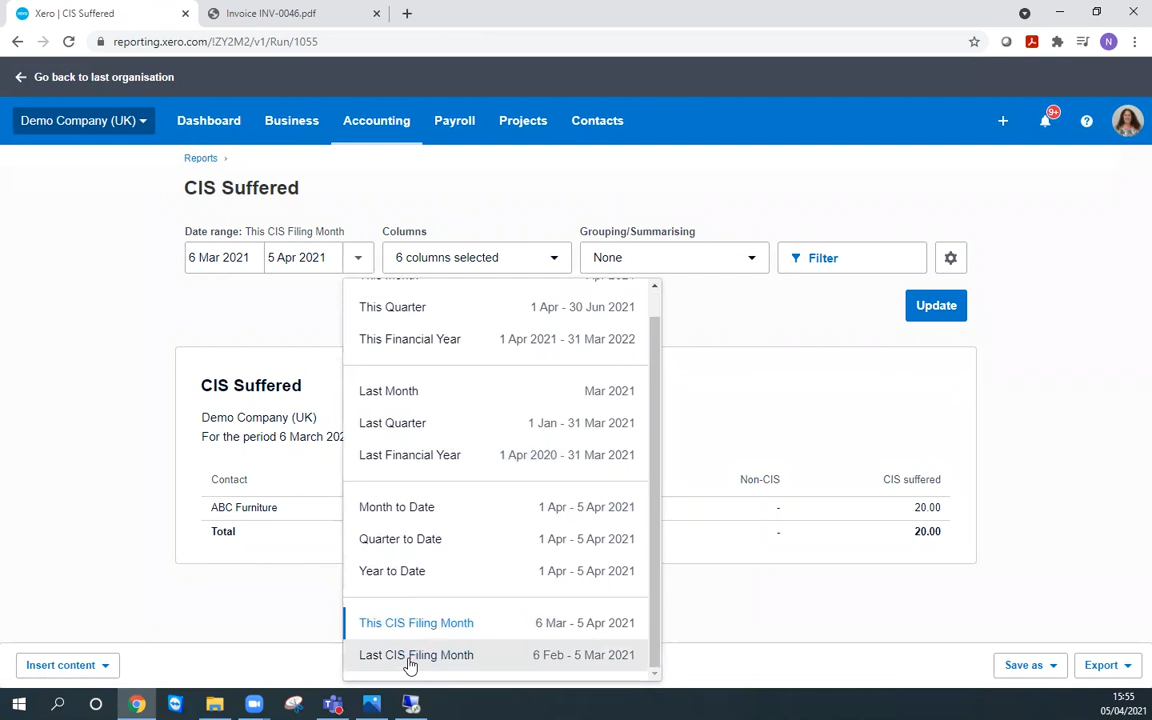 Xero | CIS Suffered
Invoice INV-0046.pdf
reporting.xero.com/!ZY2M2/v1/Run/1055
N
Go back to last organisation
xero
Demo Company (UK)
Dashboard
Business
Accounting
Payroll
Projects
Contacts
9+
Reports ›
CIS Suffered
Date range: This CIS Filing Month
Columns
Grouping/Summarising
6 Mar 2021
5 Apr 2021
6 columns selected
None
Filter
Update
This Month Apr 2021
This Quarter 1 Apr - 30 Jun 2021
This Financial Year 1 Apr 2021 - 31 Mar 2022
Last Month Mar 2021
Last Quarter 1 Jan - 31 Mar 2021
Last Financial Year 1 Apr 2020 - 31 Mar 2021
Month to Date 1 Apr - 5 Apr 2021
Quarter to Date 1 Apr - 5 Apr 2021
Year to Date 1 Apr - 5 Apr 2021
This CIS Filing Month 6 Mar - 5 Apr 2021
Last CIS Filing Month 6 Feb - 5 Mar 2021
CIS Suffered
Demo Company (UK)
For the period 6 March 202
Contact Non-CIS CIS suffered
ABC Furniture - 20.00
Total - 20.00
Insert content
Save as
Export
15:55
05/04/2021